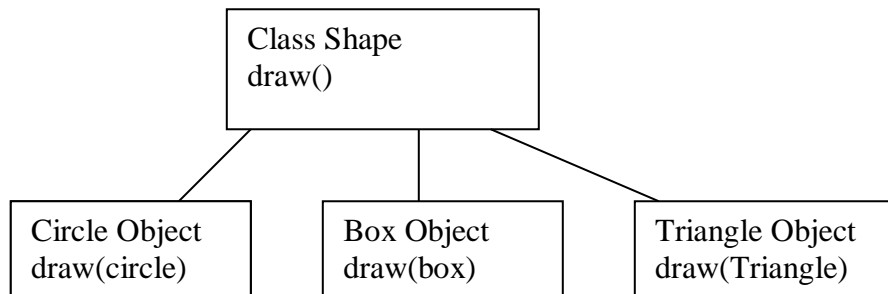 Class Shape
draw()
Circle Object
draw(circle)
Box Object
draw(box)
Triangle Object
draw(Triangle)